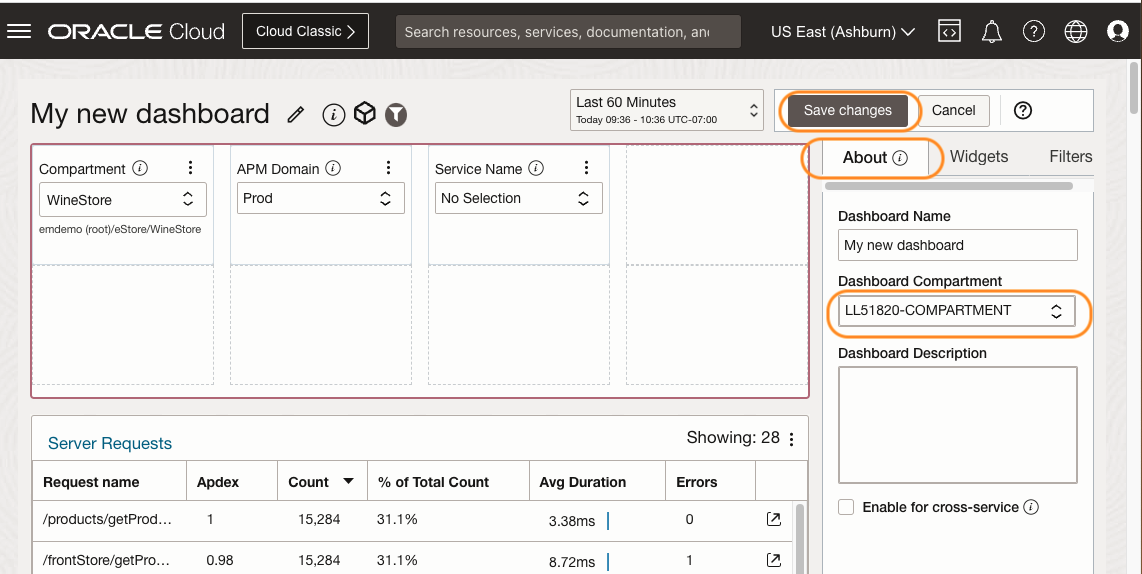 ORACLE Cloud
Cloud Classic
Search resources, services, documentation, an
US East (Ashburn)
My new dashboard
Last 60 Minutes
Today 09:36 - 10:36 UTC-07:00
Save changes
Cancel
About
Widgets
Filters
Compartment
WineStore
emdemo (root)/eStore/WineStore
APM Domain
Prod
Service Name
No Selection
Dashboard Name
My new dashboard
Dashboard Compartment
LL51820-COMPARTMENT
Dashboard Description
Enable for cross-service
Server Requests
Showing: 28
Request name Apdex Count % of Total Count Avg Duration Errors
/products/getProd... 1 15,284 31.1% 3.38ms 0
/frontStore/getPro... 0.98 15,284 31.1% 8.72ms 1